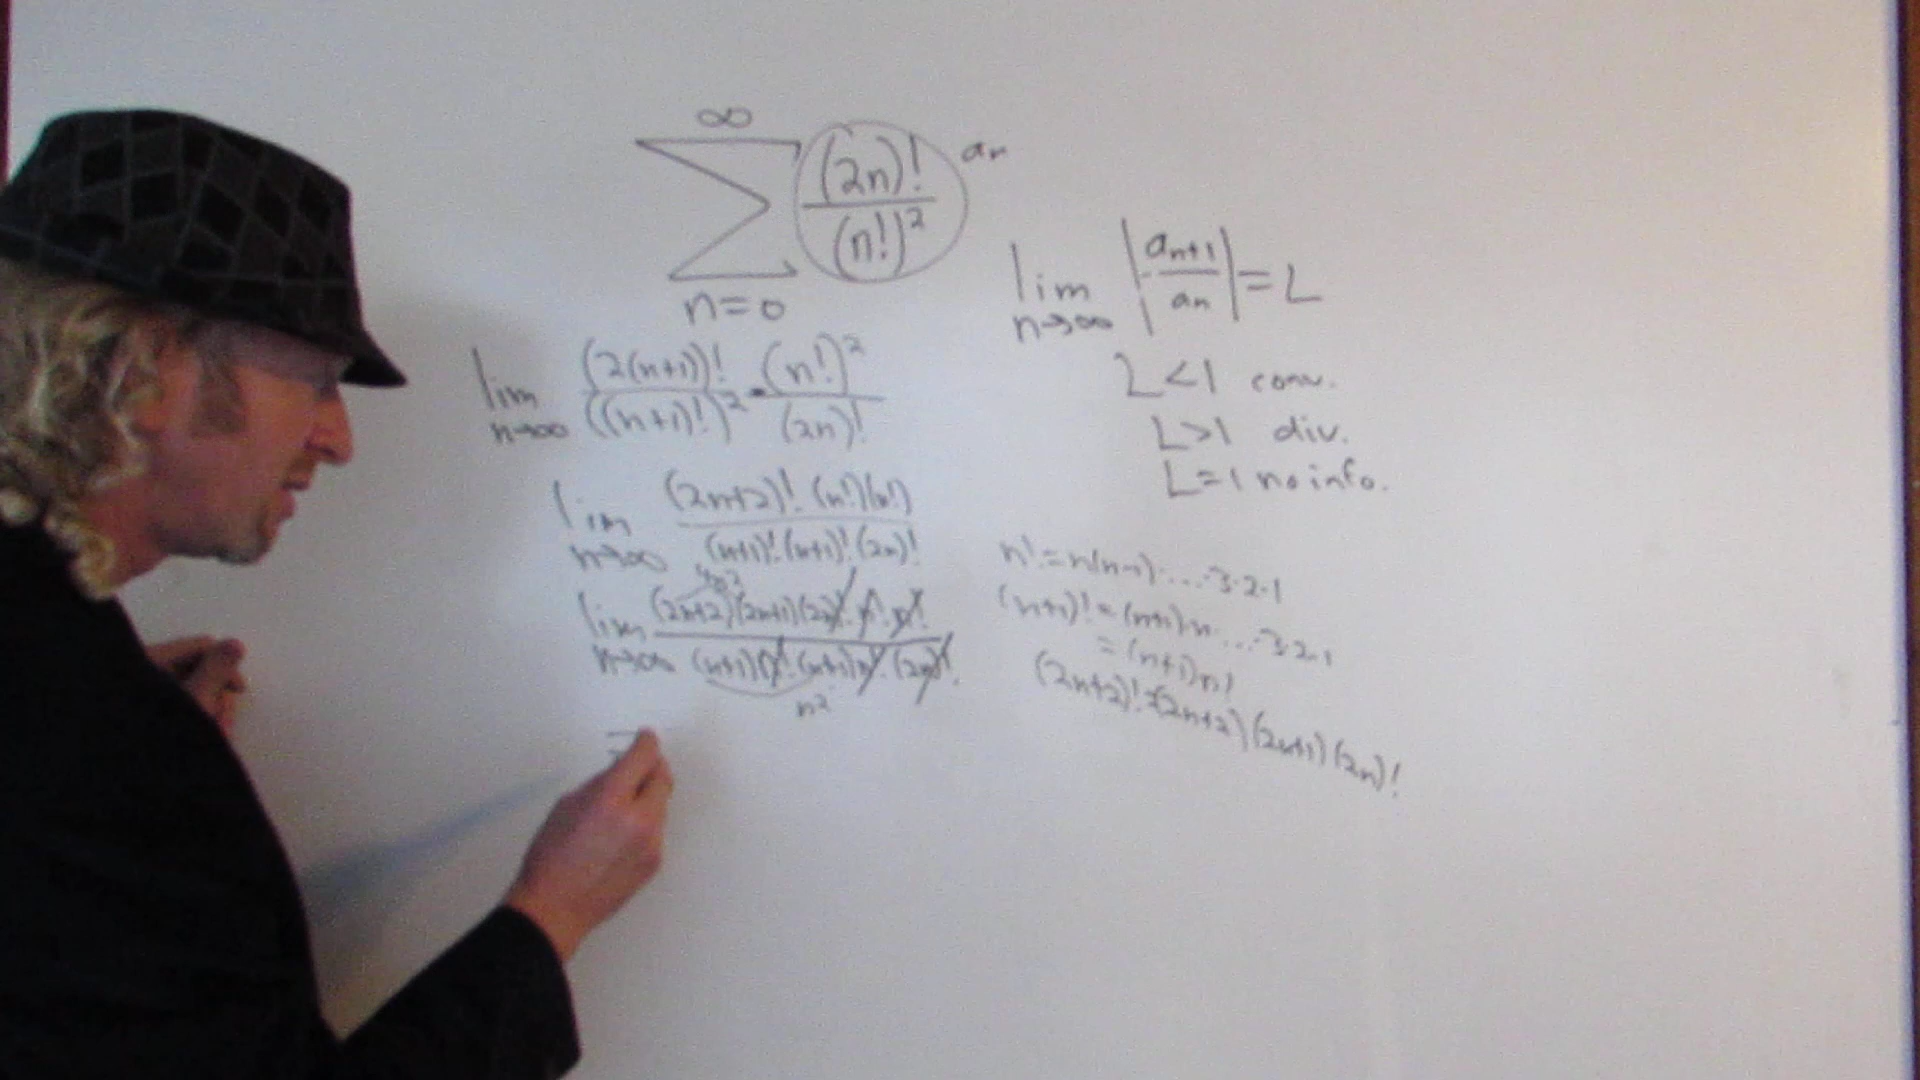 ∞
Σ (2n)!/(n!)² aₙ
n=0
lim n→∞ |aₙ₊₁/aₙ| = L
L<1 conv.
L>1 div.
L=1 no info.
lim n→∞ (2(n+1))!/((n+1)!)² · (n!)²/(2n)!
lim n→∞ (2n+2)! (n!)(n!)/(n+1)!·(n+1)!·(2n)!
4n²
lim n→∞ (2n+2)(2n+1)(2n)!·n!·n!/(n+1)n!·(n+1)n!·(2n)!
n²
=
n! = n(n-1)·...·3·2·1
(n+1)! = (n+1)·n·...·3·2·1
= (n+1)n!
(2n+2)! = (2n+2)(2n+1)(2n)!